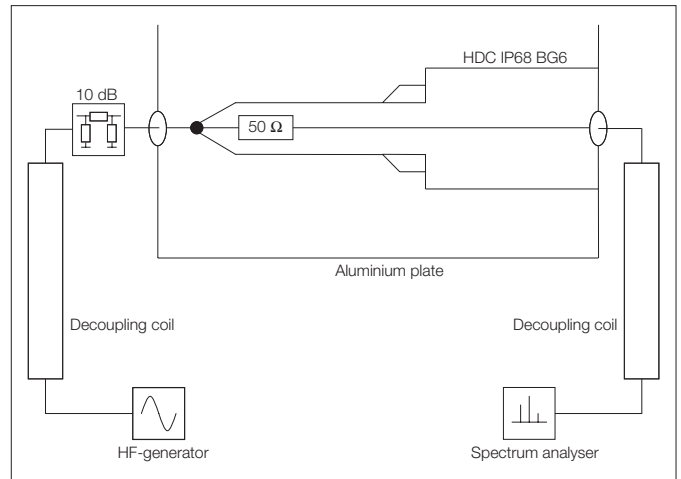 HDC IP68 BG6
10 dB
50 Ω
Aluminium plate
Decoupling coil
Decoupling coil
HF-generator
Spectrum analyser